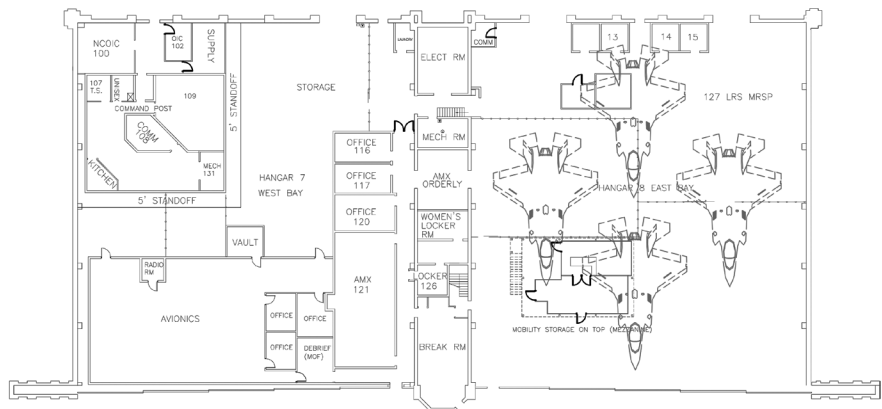 NCOIC
100
OIC
102
SUPPLY
LAUNDRY
ELECT RM
COMM
13
14
15
107
T.S.
UNISEX
109
COMMAND POST
5' STANDOFF
STORAGE
127 LRS MRSP
COMM
108
MECH RM
OFFICE
116
KITCHEN
MECH
131
HANGAR 7
WEST BAY
OFFICE
117
AMX
ORDERLY
HANGAR 8 EAST BAY
5' STANDOFF
OFFICE
120
WOMEN'S
LOCKER
RM
VAULT
RADIO
RM
AMX
121
LOCKER
126
AVIONICS
OFFICE
OFFICE
OFFICE
DEBRIEF
(MOF)
BREAK RM
MOBILITY STORAGE ON TOP (MEZZANINE)